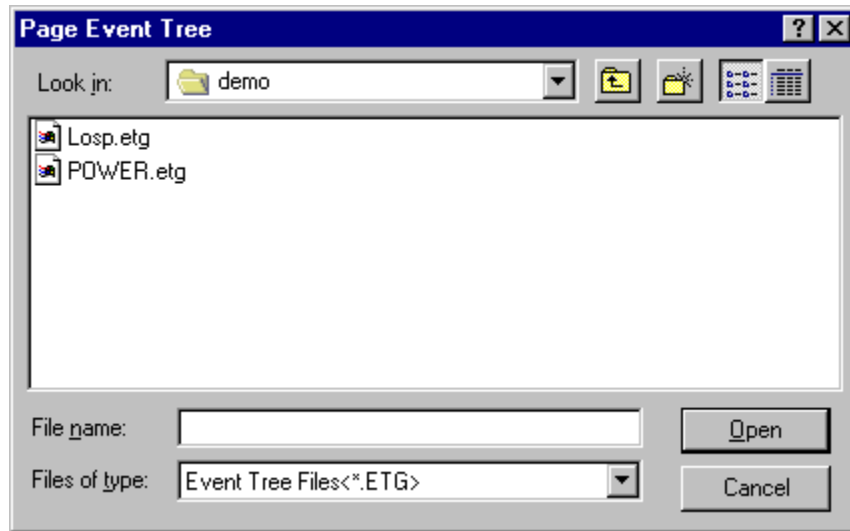 Page Event Tree
Look in: demo
Losp.etg
POWER.etg
File name: Open
Files of type: Event Tree Files<*.ETG> Cancel